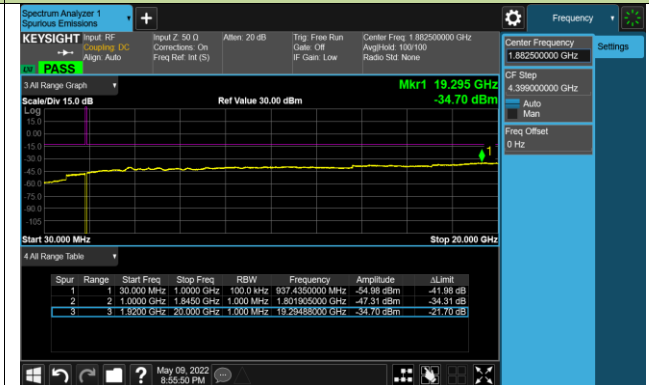 Spectrum Analyzer 1
Spurious Emissions
Frequency
KEYSIGHT Input: RF Input Z: 50 Ω Atten: 20 dB Trig: Free Run Center Freq: 1.882500000 GHz
Coupling: DC Corrections: On Gate: Off Avg|Hold: 100/100
Align: Auto Freq Ref: Int (S) IF Gain: Low Radio Std: None
PASS
Center Frequency
1.882500000 GHz
Settings
CF Step
4.399000000 GHz
Auto
Man
Freq Offset
0 Hz
3 All Range Graph
Mkr1 19.295 GHz
Scale/Div 15.0 dB Ref Value 30.00 dBm -34.70 dBm
Log
15.0
0.00
-15.0
-30.0
-45.0
-60.0
-75.0
-90.0
-105
1
Start 30.000 MHz Stop 20.000 GHz
4 All Range Table
Spur Range Start Freq Stop Freq RBW Frequency Amplitude ΔLimit
1 1 30.000 MHz 1.0000 GHz 100.0 kHz 937.4350000 MHz -54.98 dBm -41.98 dB
2 2 1.0000 GHz 1.8450 GHz 1.000 MHz 1.801905000 GHz -47.31 dBm -34.31 dB
3 3 1.9200 GHz 20.000 GHz 1.000 MHz 19.29488000 GHz -34.70 dBm -21.70 dB
?
May 09, 2022
8:55:50 PM